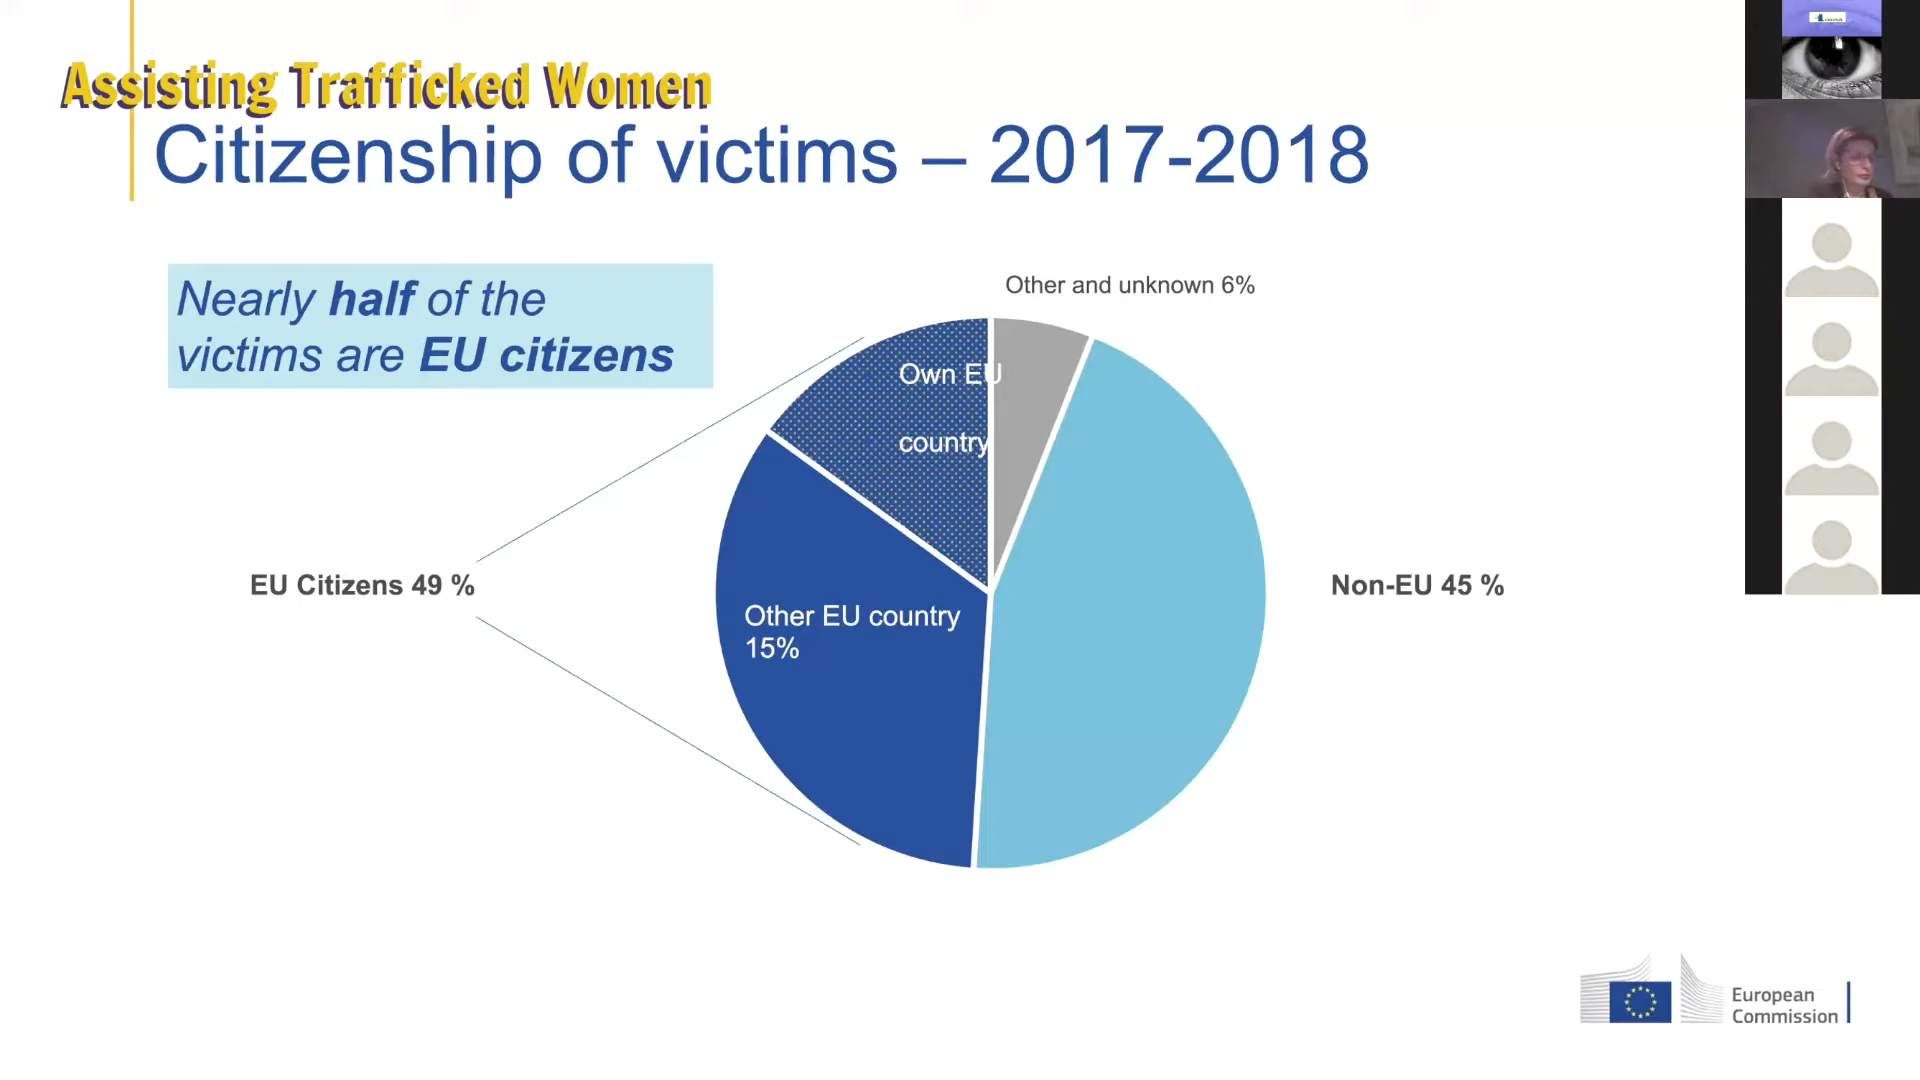 Assisting Trafficked Women
Citizenship of victims – 2017-2018
Nearly half of the
victims are EU citizens
Other and unknown 6%
Own EU
country
EU Citizens 49 %
Other EU country
15%
Non-EU 45 %
European
Commission